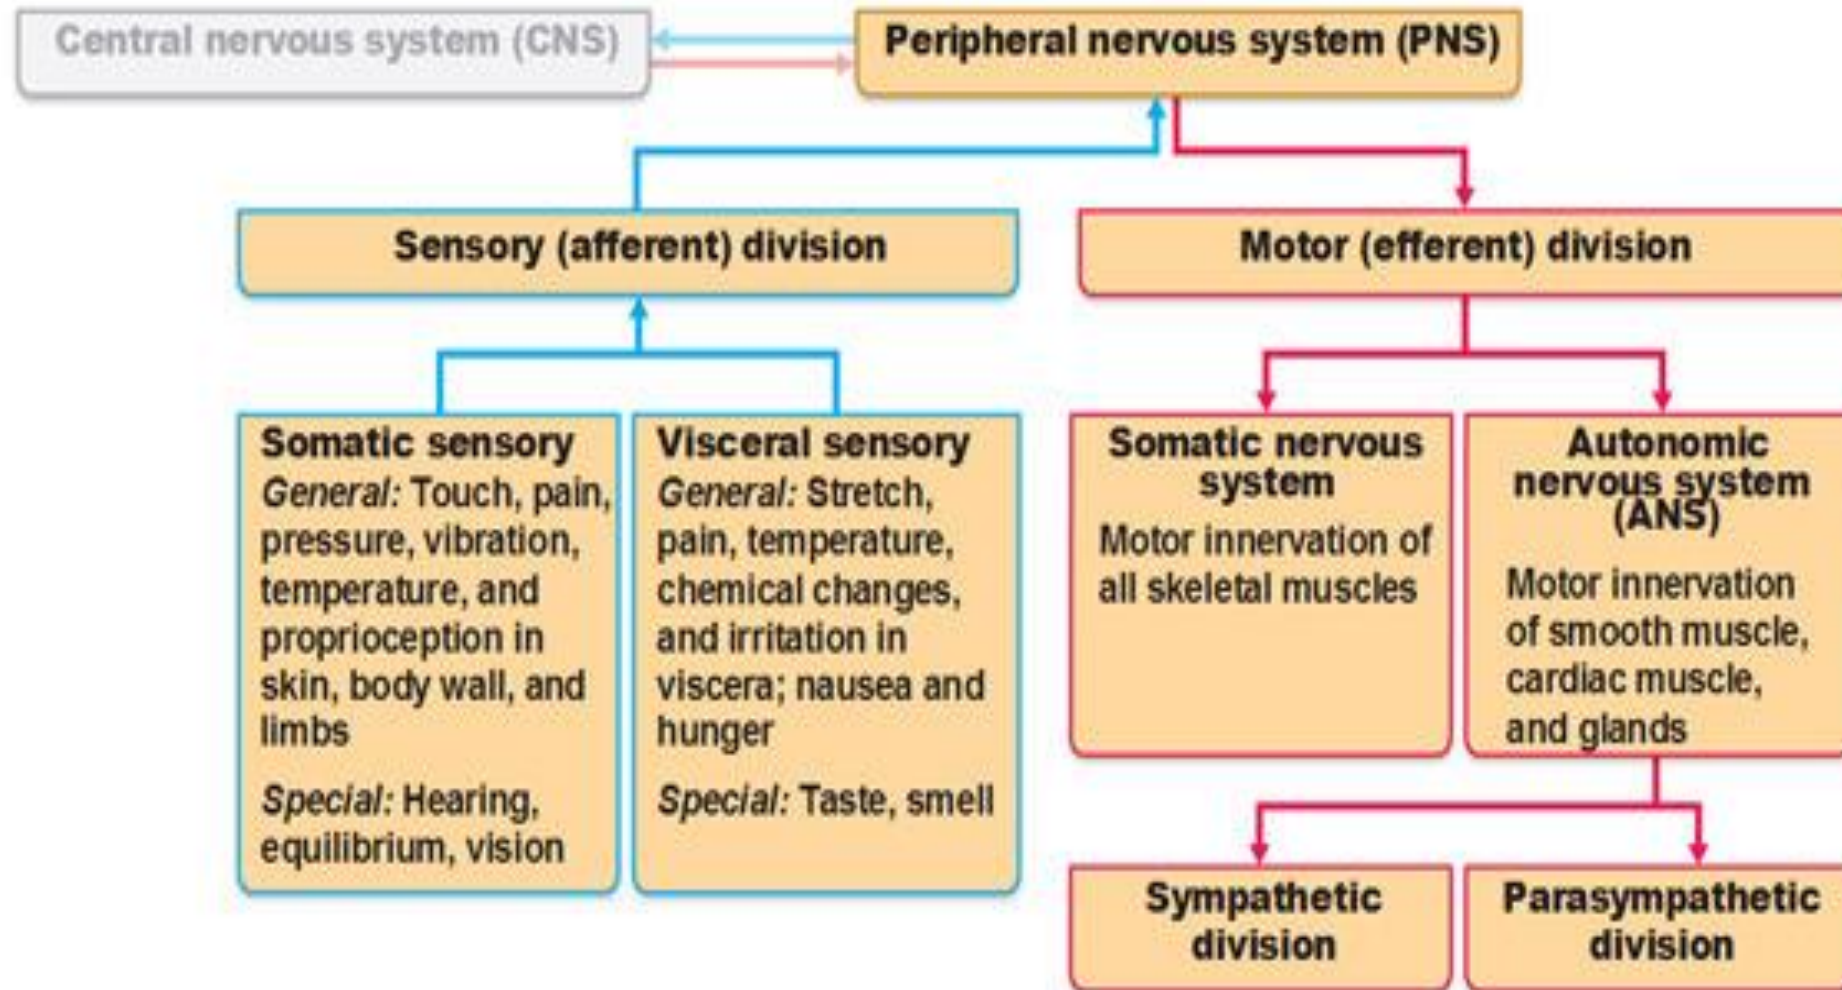 Central nervous system (CNS)
Peripheral nervous system (PNS)
Sensory (afferent) division
Motor (efferent) division
Somatic sensory
General: Touch, pain,
pressure, vibration,
temperature, and
proprioception in
skin, body wall, and
limbs
Special: Hearing,
equilibrium, vision
Visceral sensory
General: Stretch,
pain, temperature,
chemical changes,
and irritation in
viscera; nausea and
hunger
Special: Taste, smell
Somatic nervous
system
Motor innervation of
all skeletal muscles
Autonomic
nervous system
(ANS)
Motor innervation
of smooth muscle,
cardiac muscle,
and glands
Sympathetic
division
Parasympathetic
division